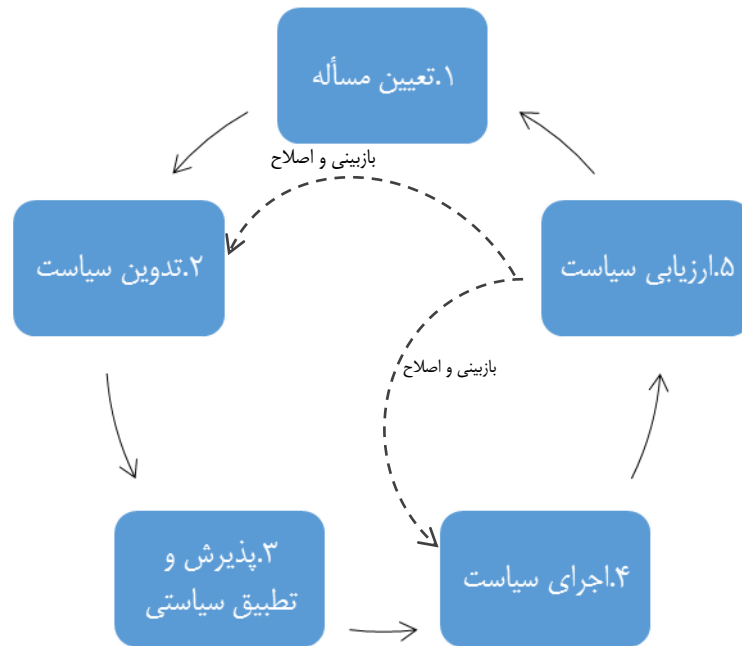 ۱.تعیین مسأله
بازبینی و اصلاح
۲.تدوین سیاست
۵.ارزیابی سیاست
بازبینی و اصلاح
۳.پذیرش و
تطبیق سیاستی
۴.اجرای سیاست